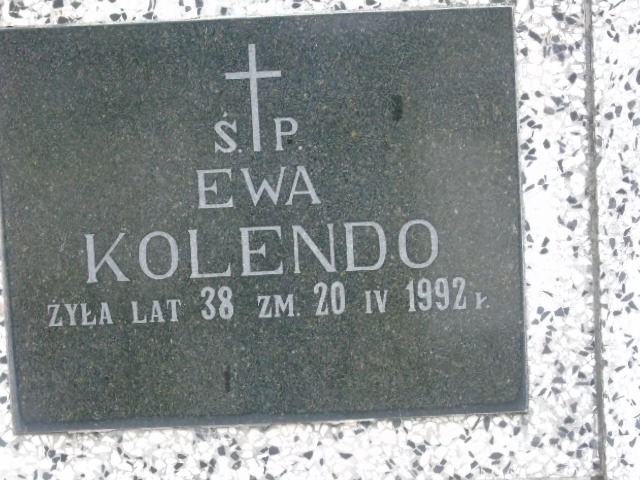 Ś. P.
EWA
KOLENDO
ŻYŁA LAT 38 ZM. 20 IV 1992 R.